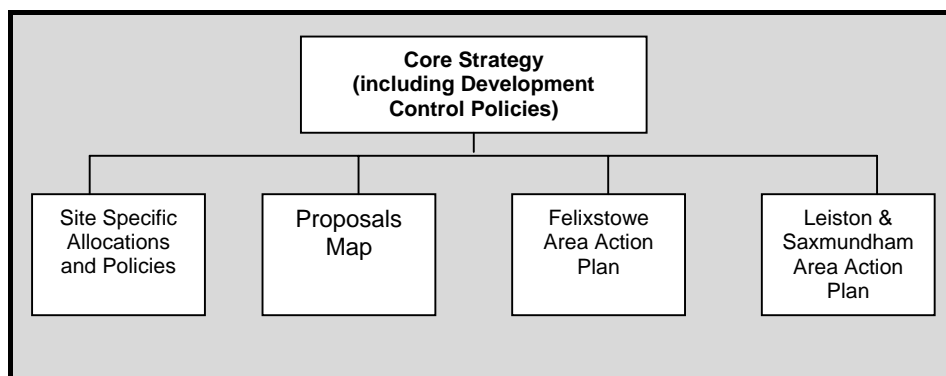 Core Strategy
(including Development
Control Policies)
Site Specific
Allocations
and Policies
Proposals
Map
Felixstowe
Area Action
Plan
Leiston &
Saxmundham
Area Action
Plan